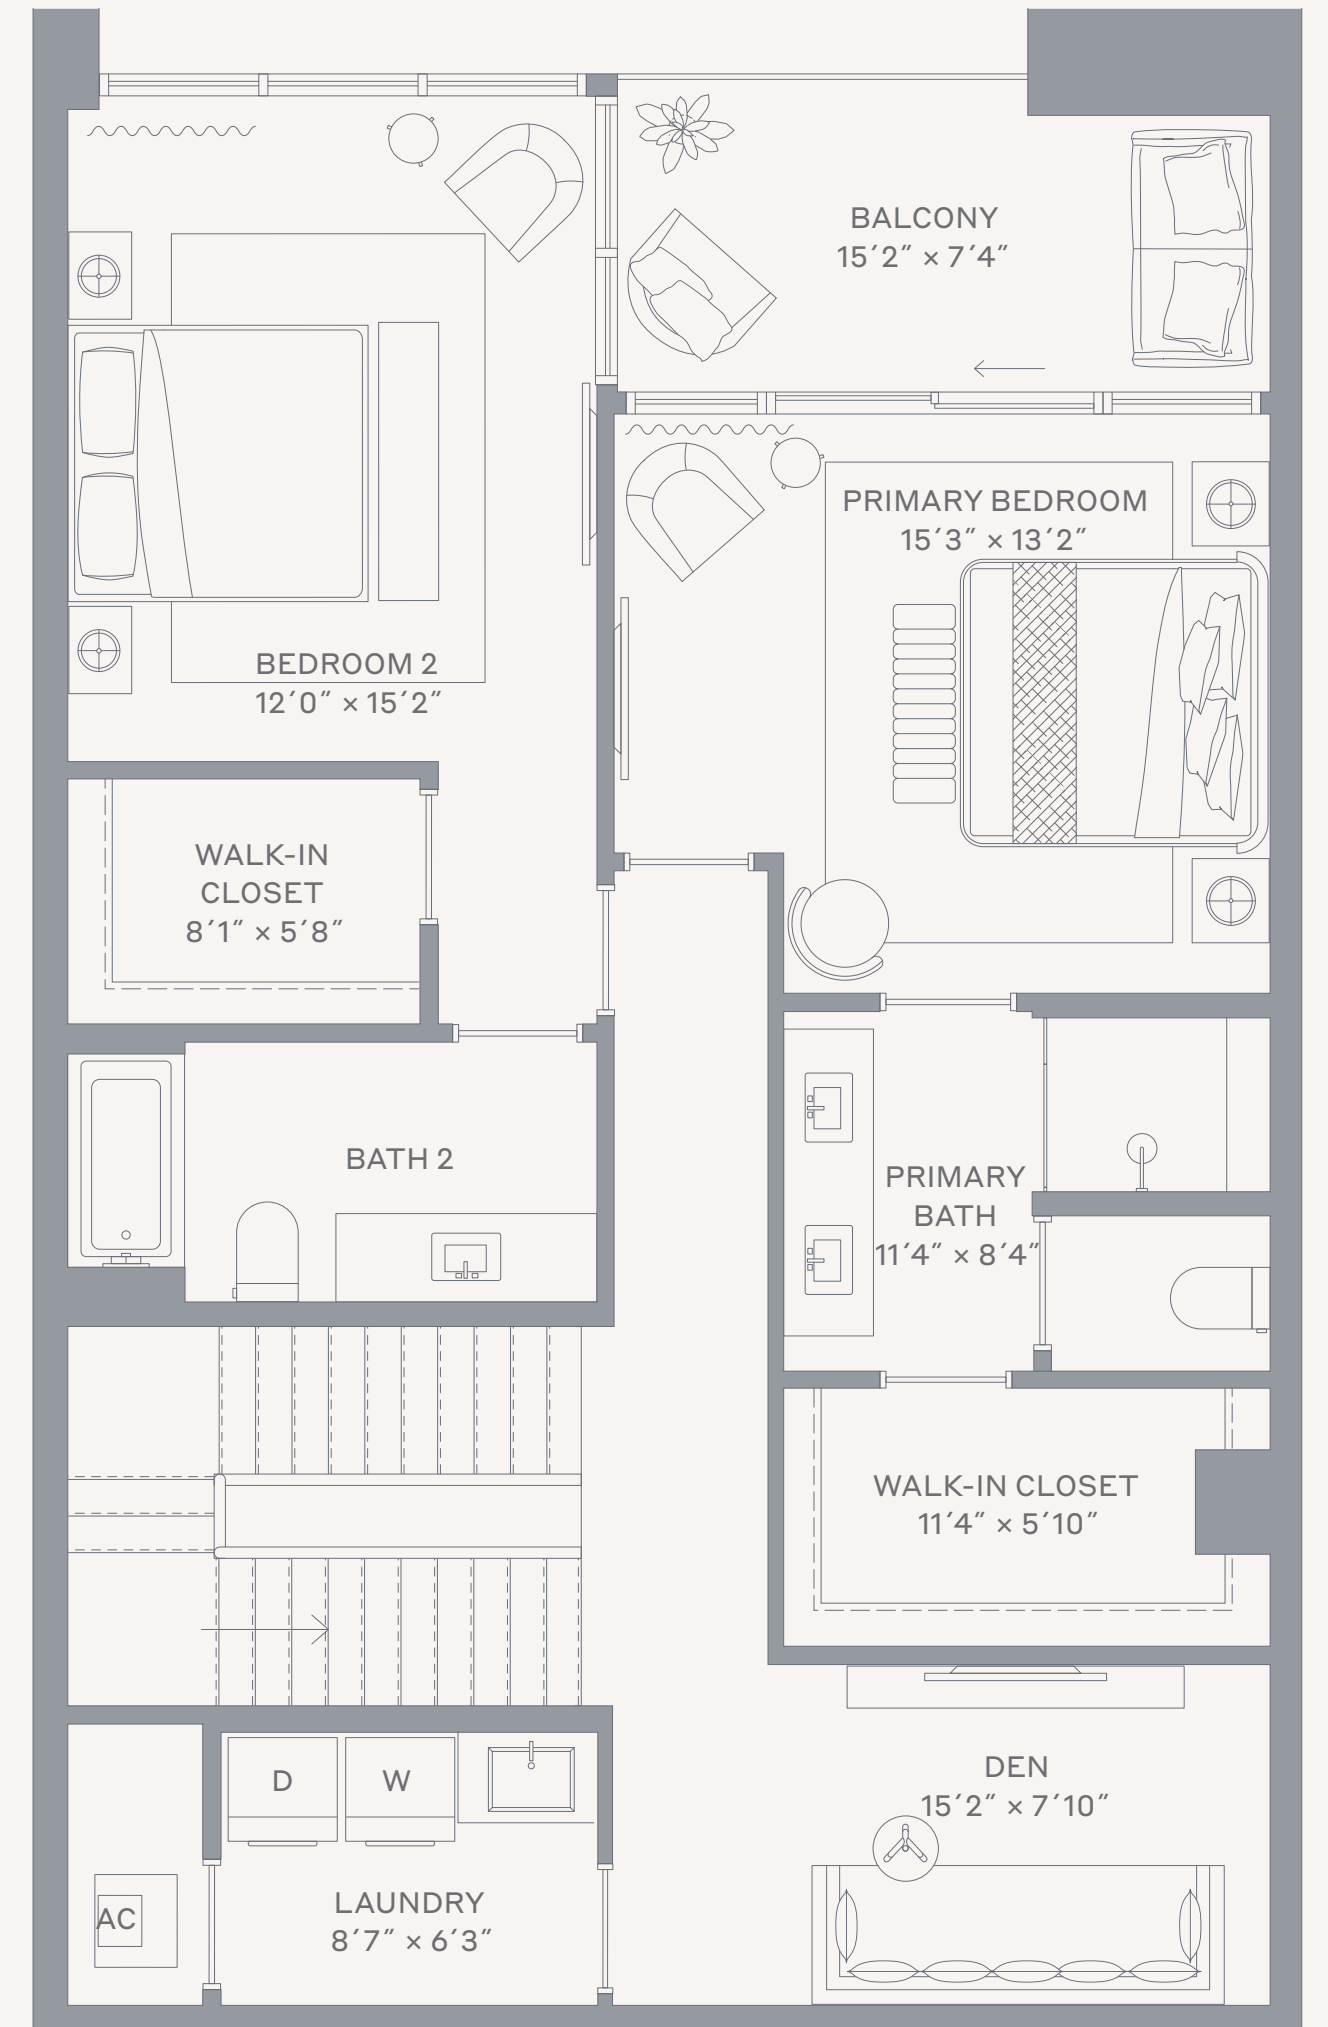 BALCONY
15′2″ × 7′4″
PRIMARY BEDROOM
15′3″ × 13′2″
BEDROOM 2
12′0″ × 15′2″
WALK-IN
CLOSET
8′1″ × 5′8″
BATH 2
PRIMARY
BATH
11′4″ × 8′4″
WALK-IN CLOSET
11′4″ × 5′10″
DEN
15′2″ × 7′10″
D
W
LAUNDRY
8′7″ × 6′3″
AC